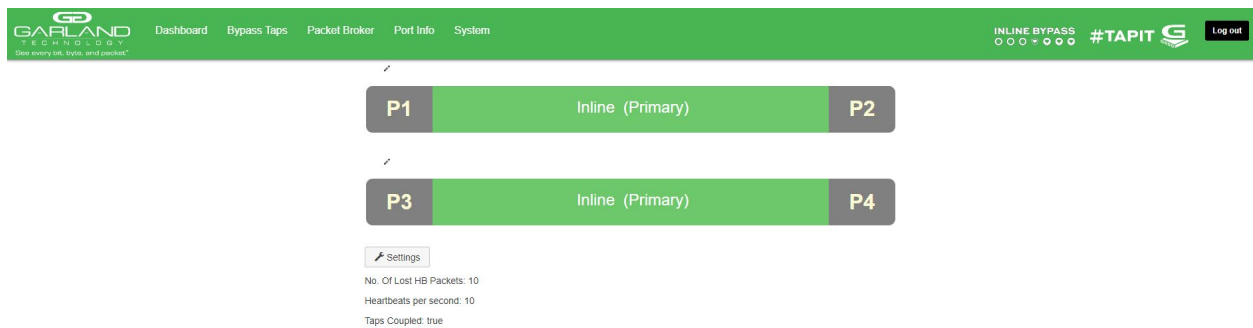 GARLAND
TECHNOLOGY
See every bit, byte, and packet®
Dashboard Bypass Taps Packet Broker Port Info System
INLINE BYPASS
#TAPIT
Log out
P1 Inline (Primary) P2
P3 Inline (Primary) P4
Settings
No. Of Lost HB Packets: 10
Heartbeats per second: 10
Taps Coupled: true